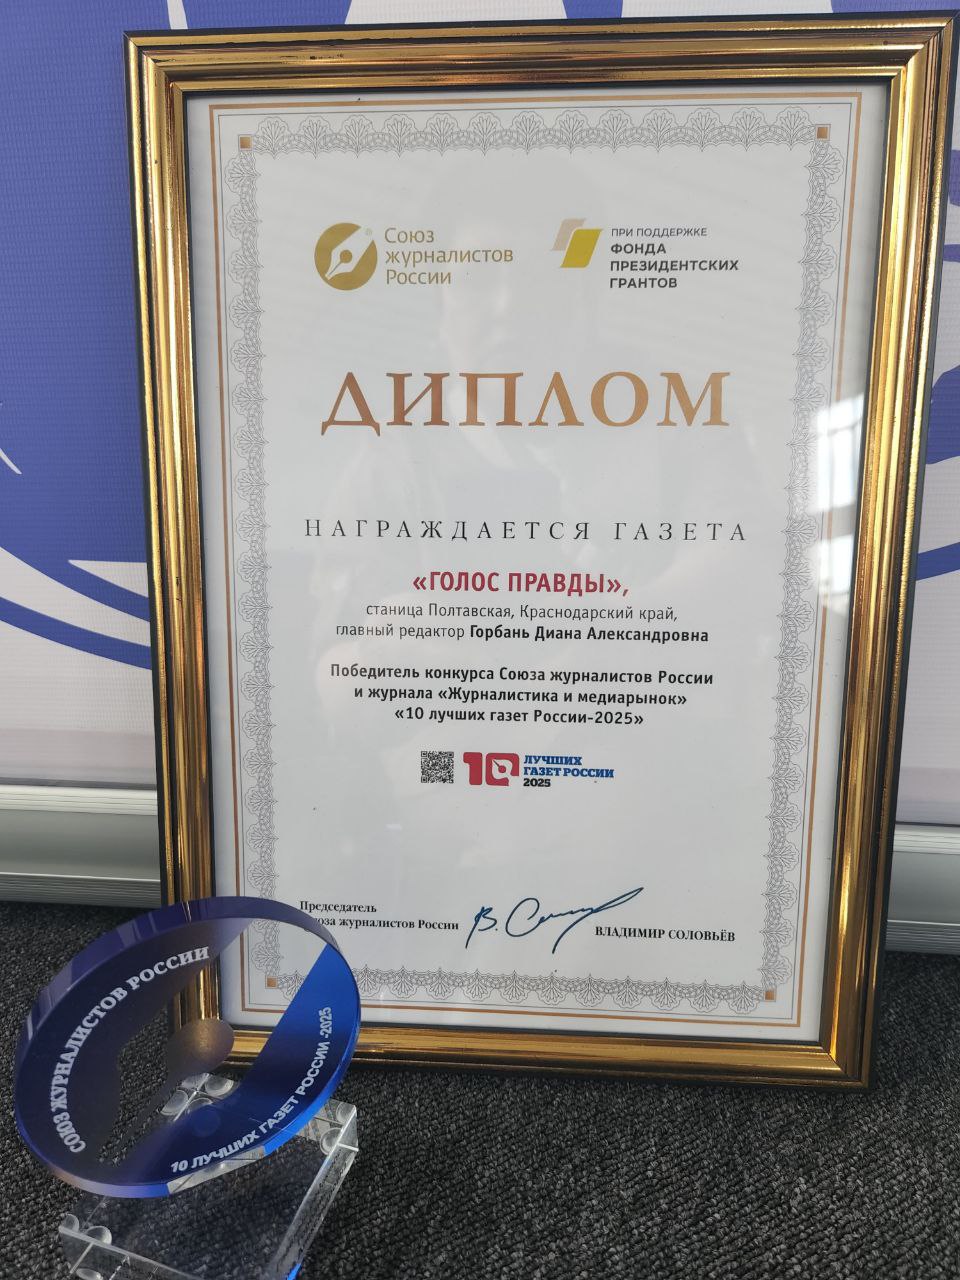 Союз
журналистов
России
ПРИ ПОДДЕРЖКЕ
ФОНДА
ПРЕЗИДЕНТСКИХ
ГРАНТОВ
ДИПЛОМ
НАГРАЖДАЕТСЯ ГАЗЕТА
«ГОЛОС ПРАВДЫ»,
станица Полтавская, Краснодарский край,
главный редактор Горбань Диана Александровна
Победитель конкурса Союза журналистов России
и журнала «Журналистика и медиарынок»
«10 лучших газет России-2025»
10 ЛУЧШИХ
ГАЗЕТ РОССИИ
2025
Председатель
Союза журналистов России
ВЛАДИМИР СОЛОВЬЁВ
СОЮЗ ЖУРНАЛИСТОВ РОССИИ
10 ЛУЧШИХ ГАЗЕТ РОССИИ -2025